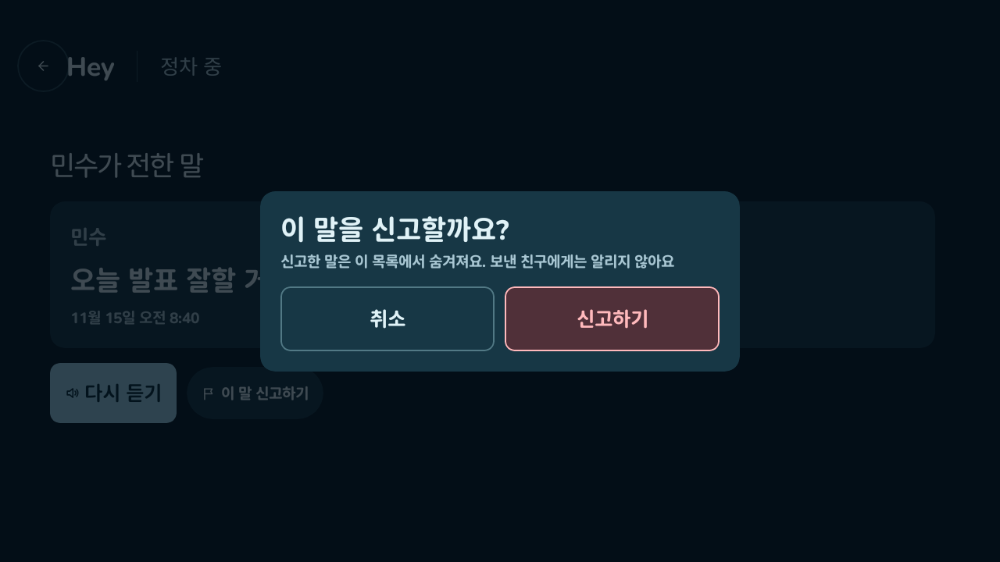 Hey
정차 중
민수가 전한 말
민수
오늘 발표 잘할
11월 15일 오전 8:40
이 말을 신고할까요?
신고한 말은 이 목록에서 숨겨져요. 보낸 친구에게는 알리지 않아요
취소
신고하기
다시 듣기
이 말 신고하기